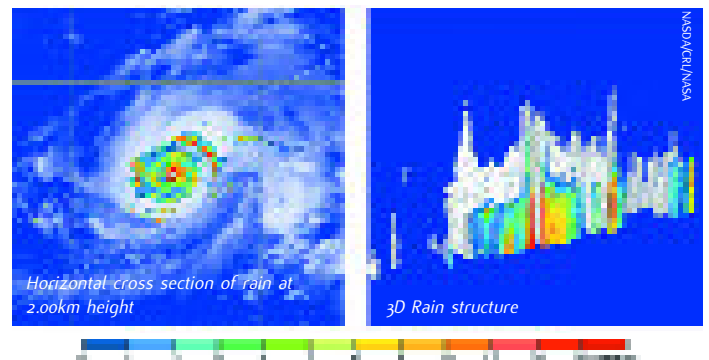 NASDA/CRL/NASA
Horizontal cross section of rain at
2.00km height
3D Rain structure